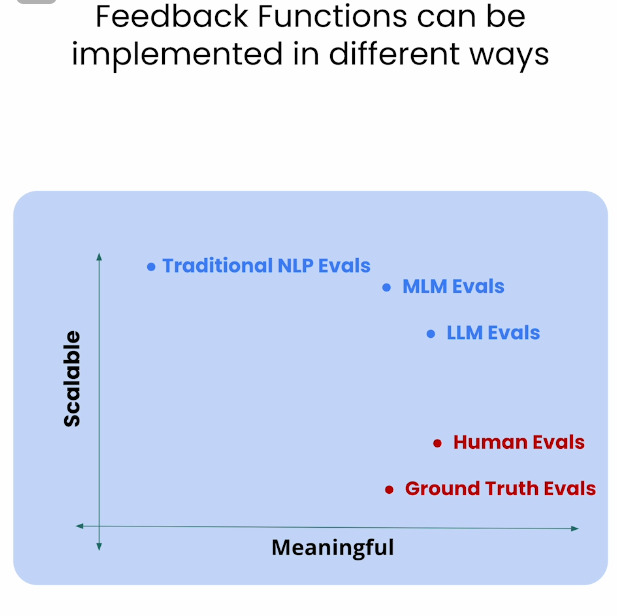 Feedback Functions can be
implemented in different ways
Traditional NLP Evals
MLM Evals
LLM Evals
Scalable
Human Evals
Ground Truth Evals
Meaningful